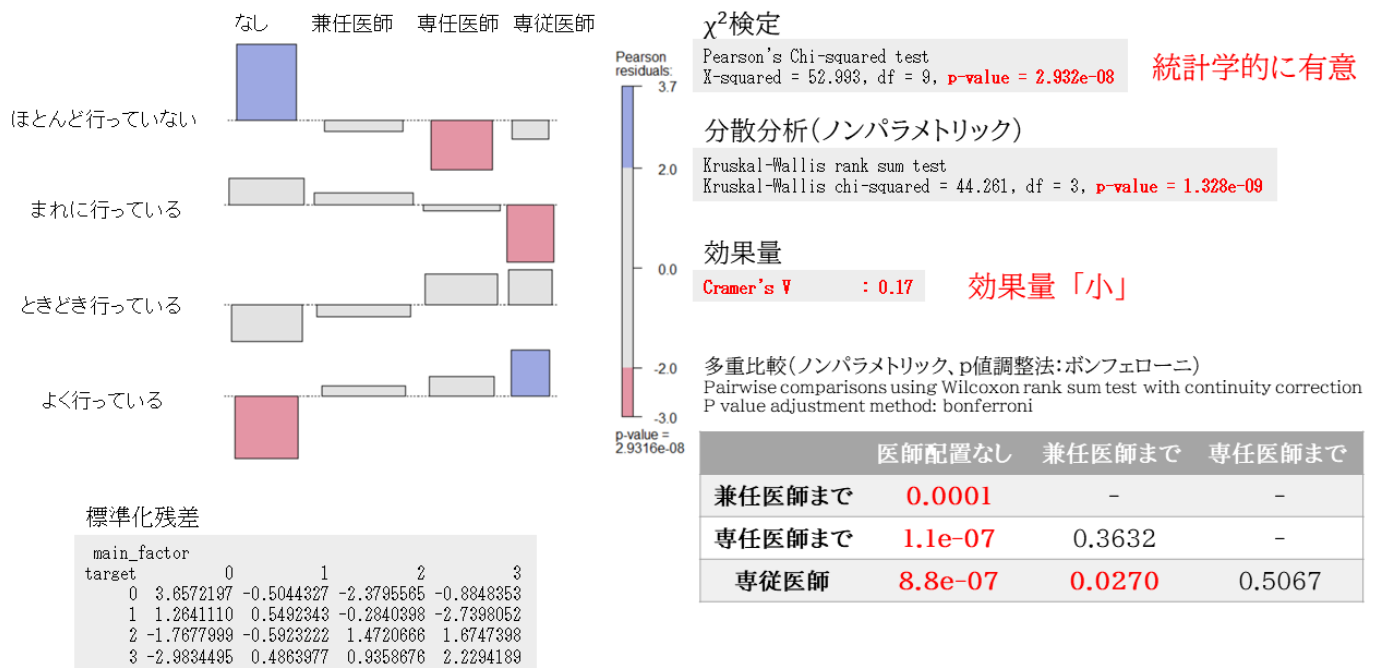 なし 兼任医師 専任医師 専従医師
ほとんど行っていない
まれに行っている
ときどき行っている
よく行っている
Pearson
residuals:
3.7
2.0
0.0
-2.0
-3.0
p-value =
2.9316e-08
標準化残差
main_factor
target 0 1 2 3
0 3.6572197 -0.5044327 -2.3795565 -0.8848353
1 1.2641110 0.5492343 -0.2840398 -2.7398052
2 -1.7677999 -0.5923222 1.4720666 1.6747398
3 -2.9834495 0.4863977 0.9358676 2.2294189
χ²検定
Pearson's Chi-squared test
X-squared = 52.993, df = 9, p-value = 2.932e-08
統計学的に有意
分散分析(ノンパラメトリック)
Kruskal-Wallis rank sum test
Kruskal-Wallis chi-squared = 44.261, df = 3, p-value = 1.328e-09
効果量
Cramer's V : 0.17
効果量「小」
多重比較(ノンパラメトリック、p値調整法:ボンフェローニ)
Pairwise comparisons using Wilcoxon rank sum test with continuity correction
P value adjustment method: bonferroni
医師配置なし 兼任医師まで 専任医師まで
兼任医師まで 0.0001 - -
専任医師まで 1.1e-07 0.3632 -
専従医師 8.8e-07 0.0270 0.5067